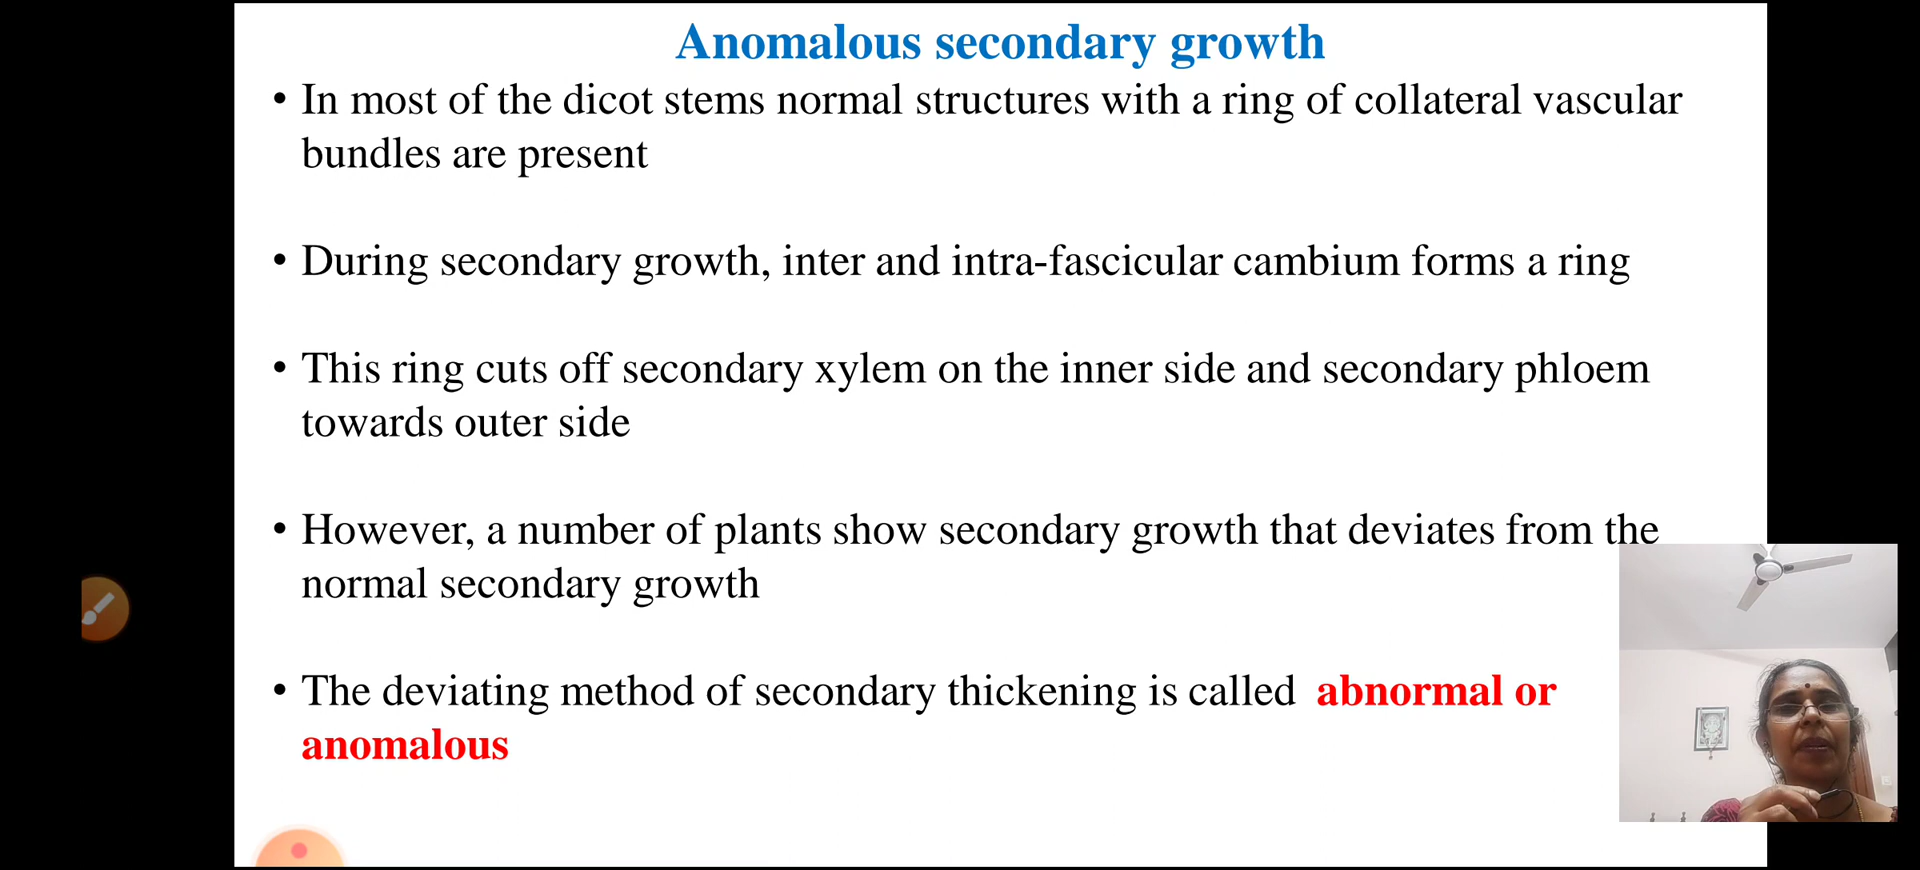 Anomalous secondary growth
• In most of the dicot stems normal structures with a ring of collateral vascular
bundles are present
• During secondary growth, inter and intra-fascicular cambium forms a ring
• This ring cuts off secondary xylem on the inner side and secondary phloem
towards outer side
• However, a number of plants show secondary growth that deviates from the
normal secondary growth
• The deviating method of secondary thickening is called abnormal or
anomalous